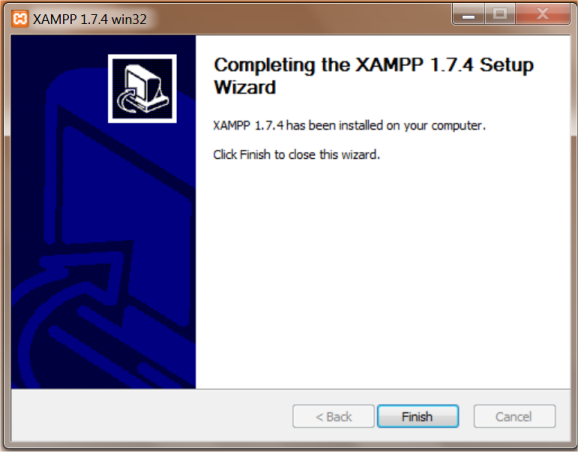 XAMPP 1.7.4 win32
Completing the XAMPP 1.7.4 Setup
Wizard
XAMPP 1.7.4 has been installed on your computer.
Click Finish to close this wizard.
< Back
Finish
Cancel